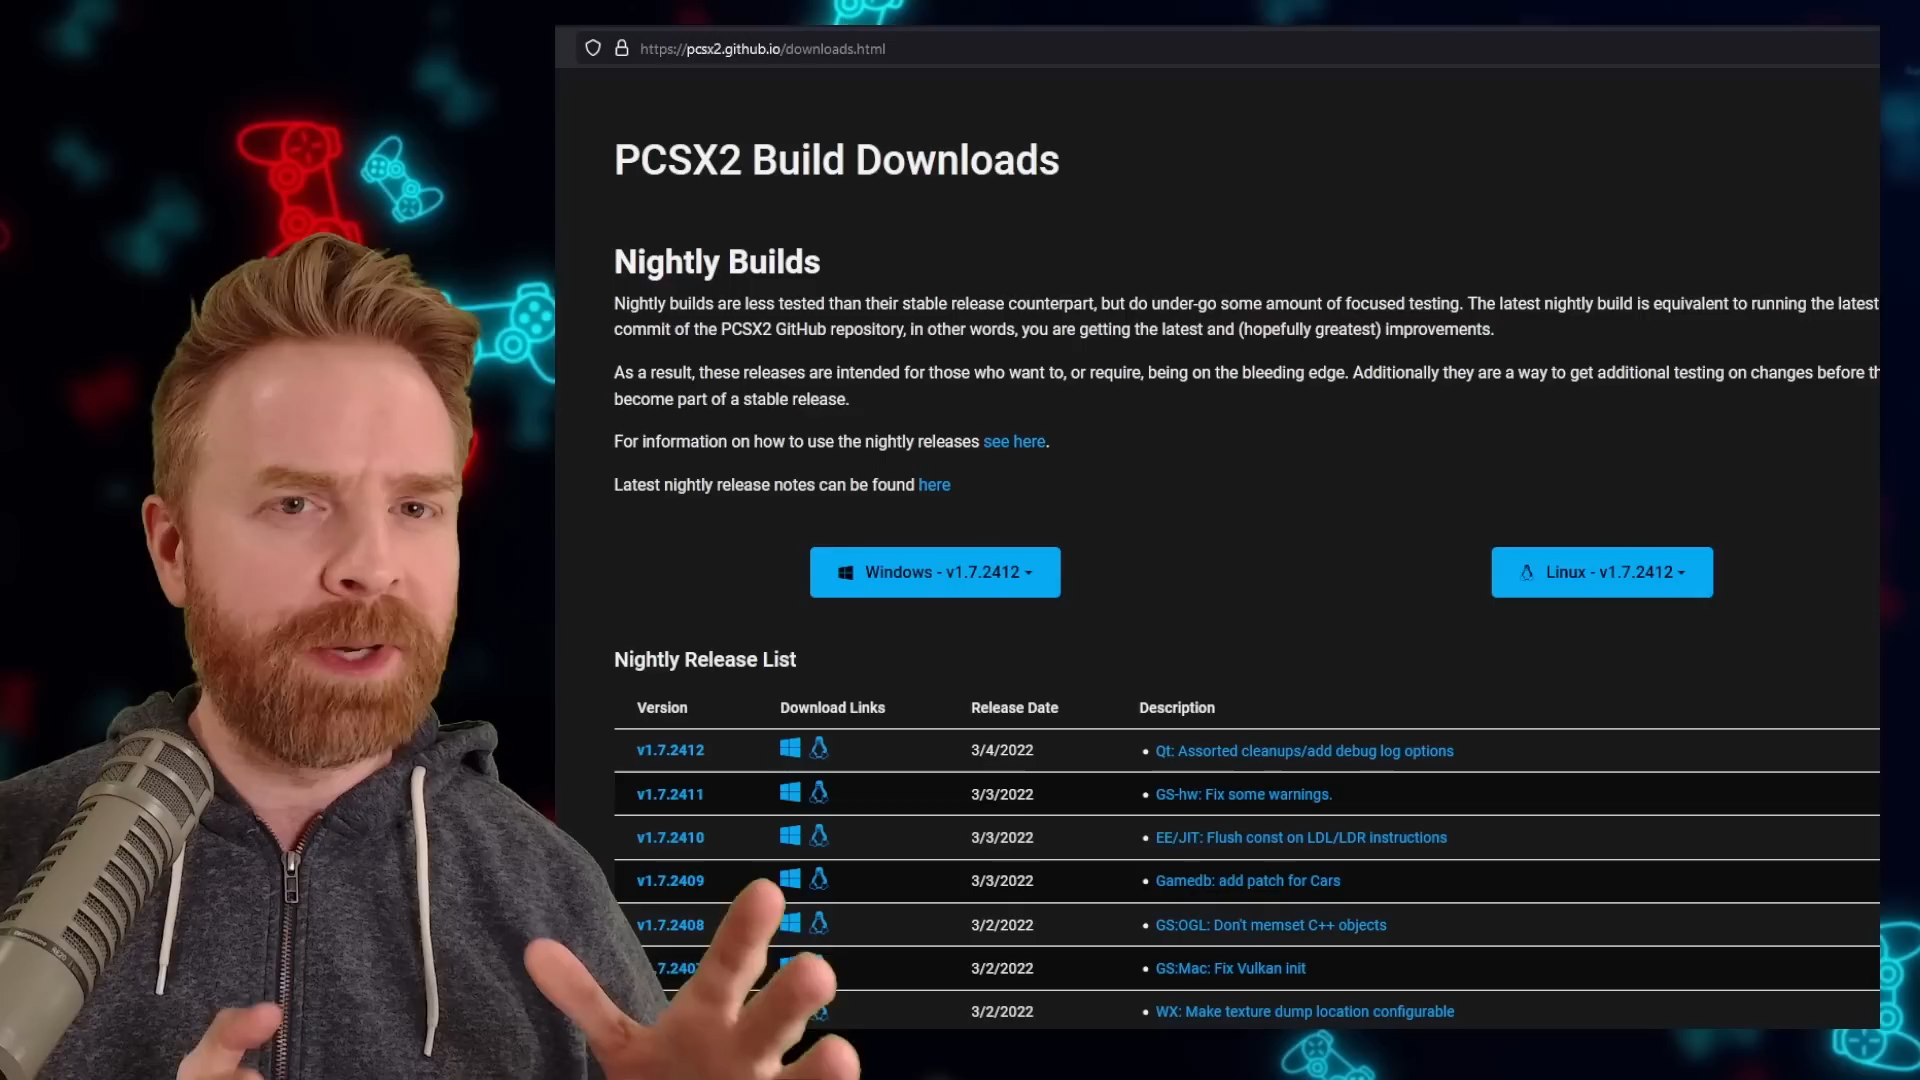 https://pcsx2.github.io/downloads.html
PCSX2 Build Downloads
Nightly Builds
Nightly builds are less tested than their stable release counterpart, but do under-go some amount of focused testing. The latest nightly build is equivalent to running the latest
commit of the PCSX2 GitHub repository, in other words, you are getting the latest and (hopefully greatest) improvements.
As a result, these releases are intended for those who want to, or require, being on the bleeding edge. Additionally they are a way to get additional testing on changes before
become part of a stable release.
For information on how to use the nightly releases see here.
Latest nightly release notes can be found here
Windows - v1.7.2412
Linux - v1.7.2412
Nightly Release List
Version Download Links Release Date Description
v1.7.2412 3/4/2022 • Qt: Assorted cleanups/add debug log options
v1.7.2411 3/3/2022 • GS-hw: Fix some warnings.
v1.7.2410 3/3/2022 • EE/JIT: Flush const on LDL/LDR instructions
v1.7.2409 3/3/2022 • Gamedb: add patch for Cars
v1.7.2408 3/2/2022 • GS:OGL: Don't memset C++ objects
3/2/2022 • GS:Mac: Fix Vulkan init
3/2/2022 • WX: Make texture dump location configurable